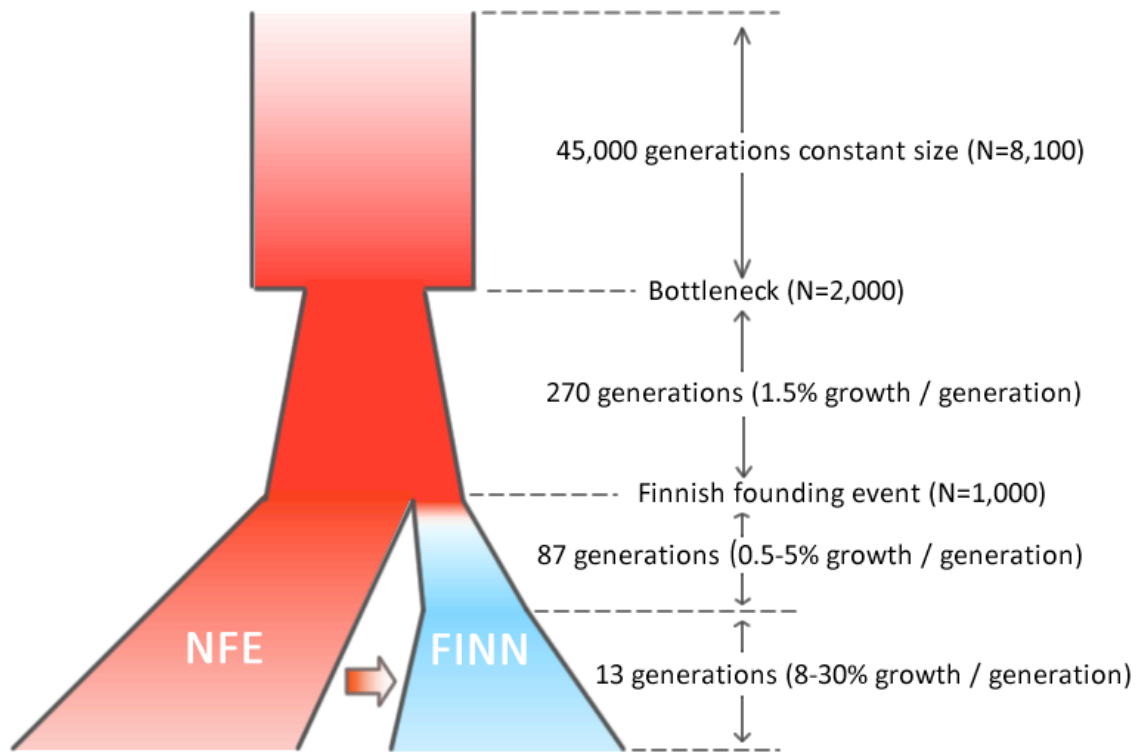 45,000 generations constant size (N=8,100)
Bottleneck (N=2,000)
270 generations (1.5% growth / generation)
Finnish founding event (N=1,000)
87 generations (0.5-5% growth / generation)
NFE
FINN
13 generations (8-30% growth / generation)